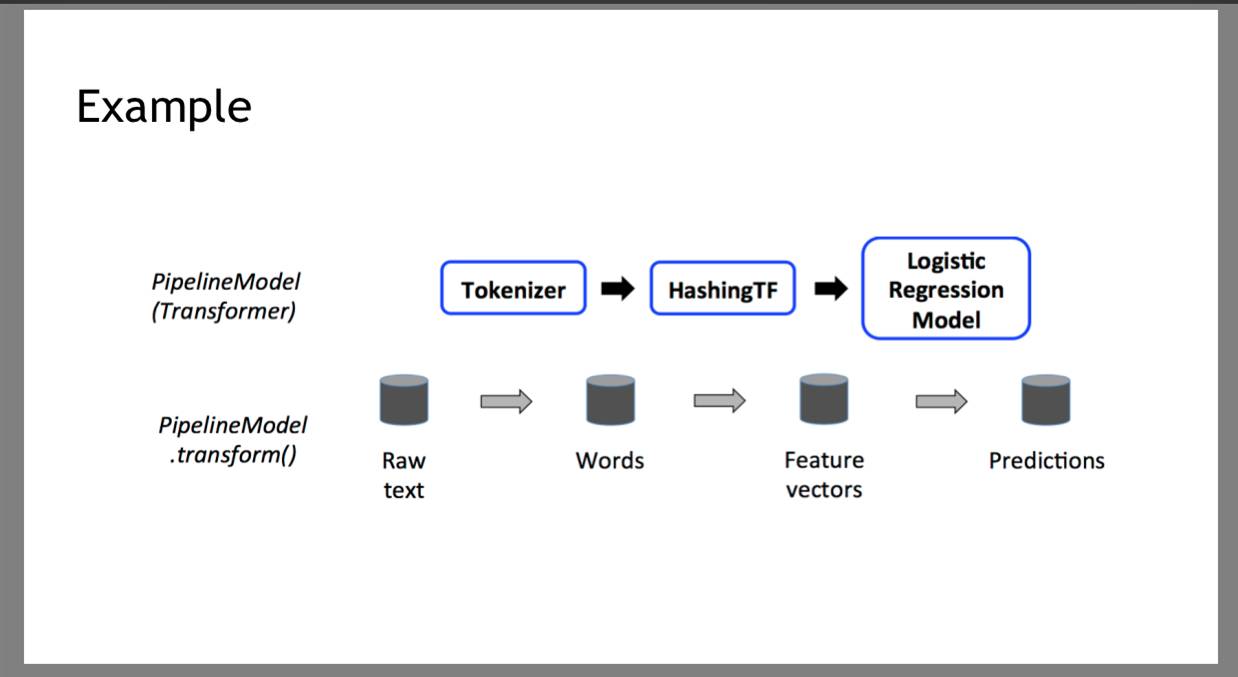 Example
PipelineModel
(Transformer)
Tokenizer
HashingTF
Logistic
Regression
Model
PipelineModel
.transform()
Raw
text
Words
Feature
vectors
Predictions